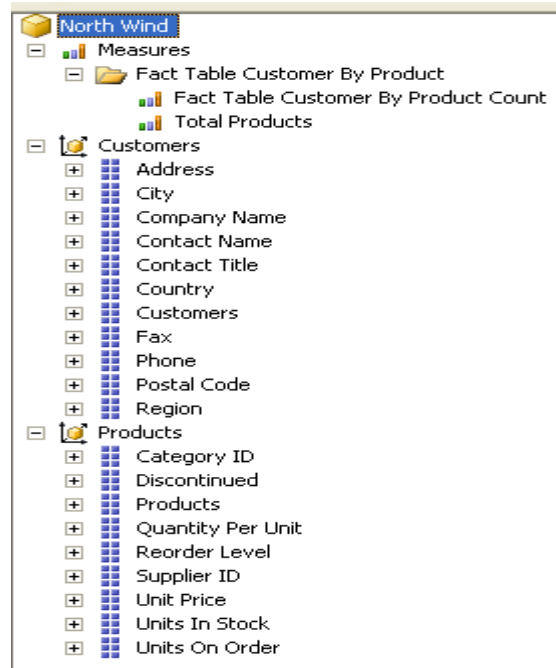 North Wind
Measures
Fact Table Customer By Product
Fact Table Customer By Product Count
Total Products
Customers
Address
City
Company Name
Contact Name
Contact Title
Country
Customers
Fax
Phone
Postal Code
Region
Products
Category ID
Discontinued
Products
Quantity Per Unit
Reorder Level
Supplier ID
Unit Price
Units In Stock
Units On Order